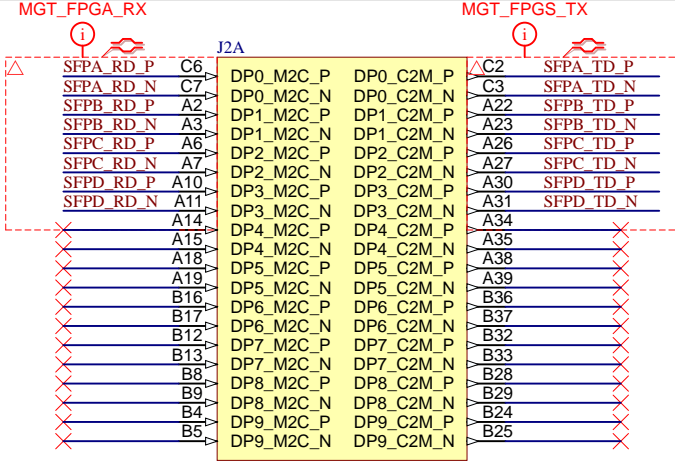 MGT_FPGA_RX MGT_FPGS_TX
i i
J2A
SFPA_RD_P C6 DP0_M2C_P DP0_C2M_P C2 SFPA_TD_P
SFPA_RD_N C7 DP0_M2C_N DP0_C2M_N C3 SFPA_TD_N
SFPB_RD_P A2 DP1_M2C_P DP1_C2M_P A22 SFPB_TD_P
SFPB_RD_N A3 DP1_M2C_N DP1_C2M_N A23 SFPB_TD_N
SFPC_RD_P A6 DP2_M2C_P DP2_C2M_P A26 SFPC_TD_P
SFPC_RD_N A7 DP2_M2C_N DP2_C2M_N A27 SFPC_TD_N
SFPD_RD_P A10 DP3_M2C_P DP3_C2M_P A30 SFPD_TD_P
SFPD_RD_N A11 DP3_M2C_N DP3_C2M_N A31 SFPD_TD_N
A14 DP4_M2C_P DP4_C2M_P A34
A15 DP4_M2C_N DP4_C2M_N A35
A18 DP5_M2C_P DP5_C2M_P A38
A19 DP5_M2C_N DP5_C2M_N A39
B16 DP6_M2C_P DP6_C2M_P B36
B17 DP6_M2C_N DP6_C2M_N B37
B12 DP7_M2C_P DP7_C2M_P B32
B13 DP7_M2C_N DP7_C2M_N B33
B8 DP8_M2C_P DP8_C2M_P B28
B9 DP8_M2C_N DP8_C2M_N B29
B4 DP9_M2C_P DP9_C2M_P B24
B5 DP9_M2C_N DP9_C2M_N B25